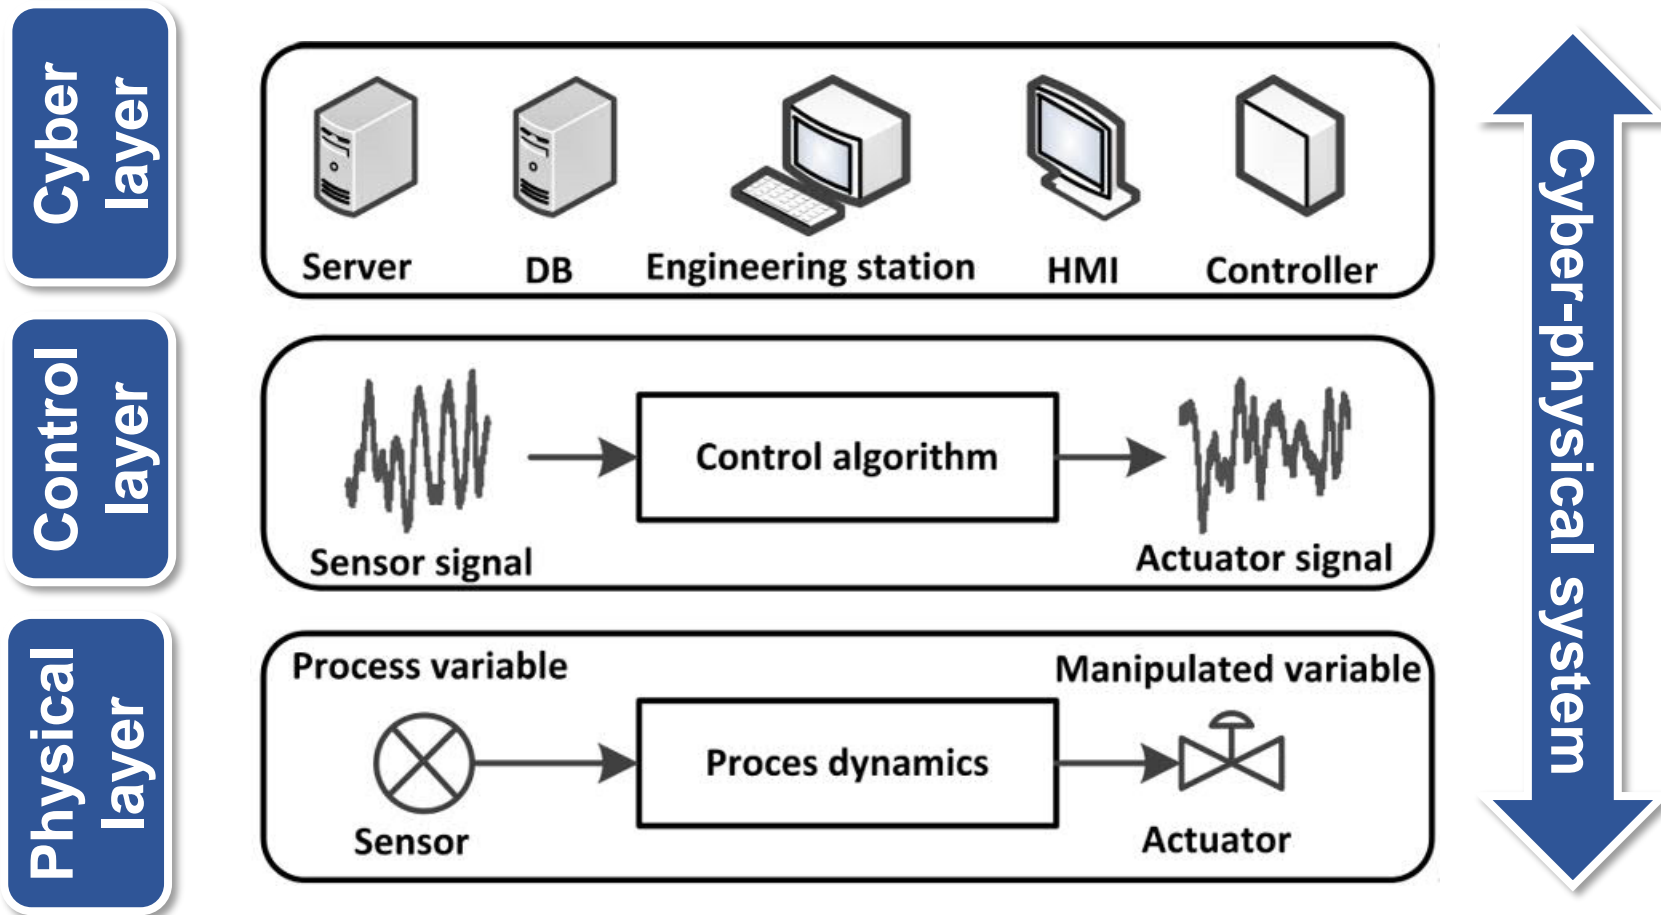 Cyber
layer
Server
DB
Engineering station
HMI
Controller
Control
layer
Sensor signal
Control algorithm
Actuator signal
Physical
layer
Process variable
Manipulated variable
Proces dynamics
Sensor
Actuator
Cyber-physical system